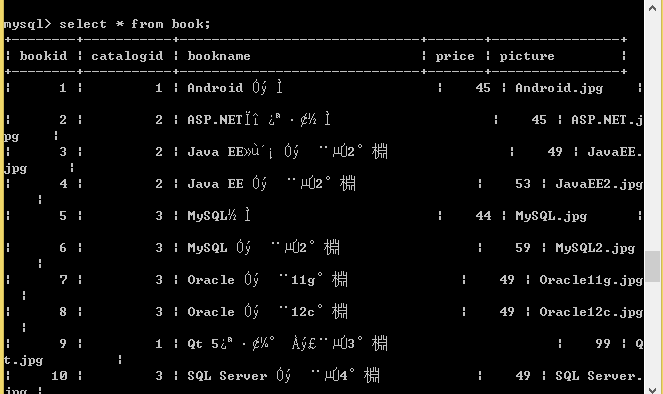 mysql> select * from book;
+--------+-----------+------------------------------+-------+----------------+
¦ bookid ¦ catalogid ¦ bookname ¦ price ¦ picture ¦
+--------+-----------+------------------------------+-------+----------------+
¦ 1 ¦ 1 ¦ Android Óý Ì ¦ 45 ¦ Android.jpg ¦
¦ 2 ¦ 2 ¦ ASP.NETÏî ¿ª·¢½Ì ¦ 45 ¦ ASP.NET.j
pg ¦
¦ 3 ¦ 2 ¦ Java EE»ù´¡Óý ¨µÚ2°棩 ¦ 49 ¦ JavaEE.
jpg ¦
¦ 4 ¦ 2 ¦ Java EE Óý ¨µÚ2°棩 ¦ 53 ¦ JavaEE2.jpg
¦
¦ 5 ¦ 3 ¦ MySQL½Ì ¦ 44 ¦ MySQL.jpg ¦
¦ 6 ¦ 3 ¦ MySQL Óý ¨µÚ2°棩 ¦ 59 ¦ MySQL2.jpg
¦
¦ 7 ¦ 3 ¦ Oracle Óý ¨11g°棩 ¦ 49 ¦ Oracle11g.jpg
¦
¦ 8 ¦ 3 ¦ Oracle Óý ¨12c°棩 ¦ 49 ¦ Oracle12c.jpg
¦
¦ 9 ¦ 1 ¦ Qt 5¿ª·¢¼° Àý£¨µÚ3°棩 ¦ 99 ¦ Q
t.jpg ¦
¦ 10 ¦ 3 ¦ SQL Server Óý ¨µÚ4°棩 ¦ 49 ¦ SQL Server.
jpg ¦